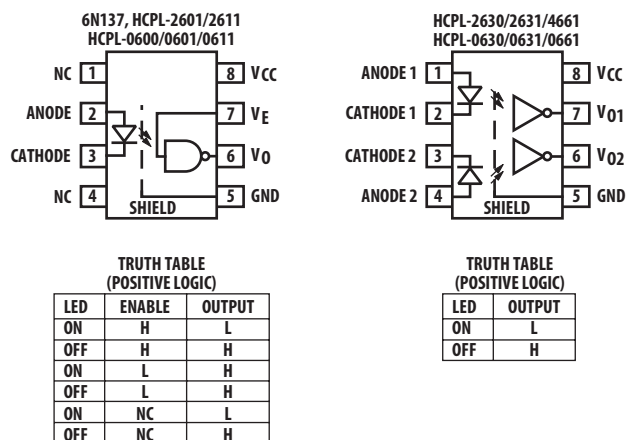 6N137, HCPL-2601/2611
HCPL-0600/0601/0611
NC 1
8 VCC
ANODE 2
7 VE
CATHODE 3
6 VO
NC 4
5 GND
SHIELD
TRUTH TABLE
(POSITIVE LOGIC)
LED ENABLE OUTPUT
ON H L
OFF H H
ON L H
OFF L H
ON NC L
OFF NC H
HCPL-2630/2631/4661
HCPL-0630/0631/0661
ANODE 1 1
8 VCC
CATHODE 1 2
7 VO1
CATHODE 2 3
6 VO2
ANODE 2 4
5 GND
SHIELD
TRUTH TABLE
(POSITIVE LOGIC)
LED OUTPUT
ON L
OFF H